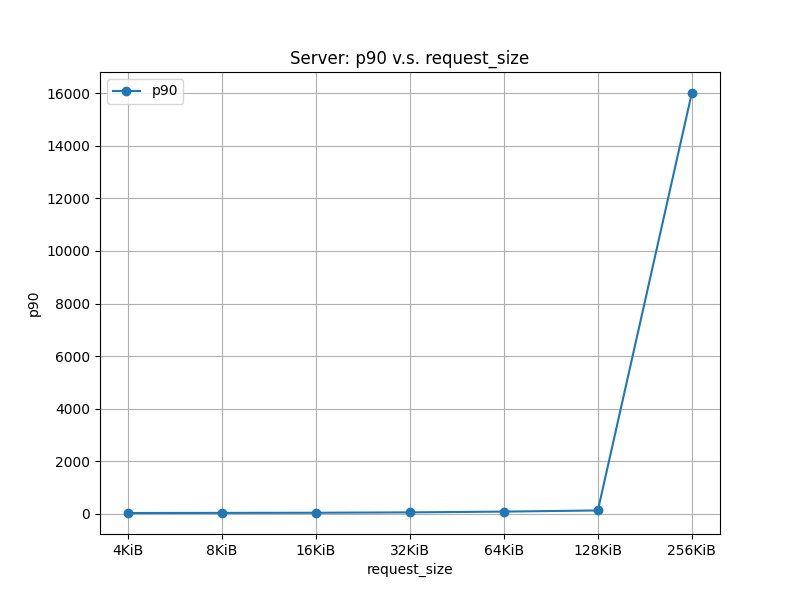 Server: p90 v.s. request_size
p90
16000
14000
12000
10000
8000
6000
4000
2000
0
p90
4KiB 8KiB 16KiB 32KiB 64KiB 128KiB 256KiB
request_size